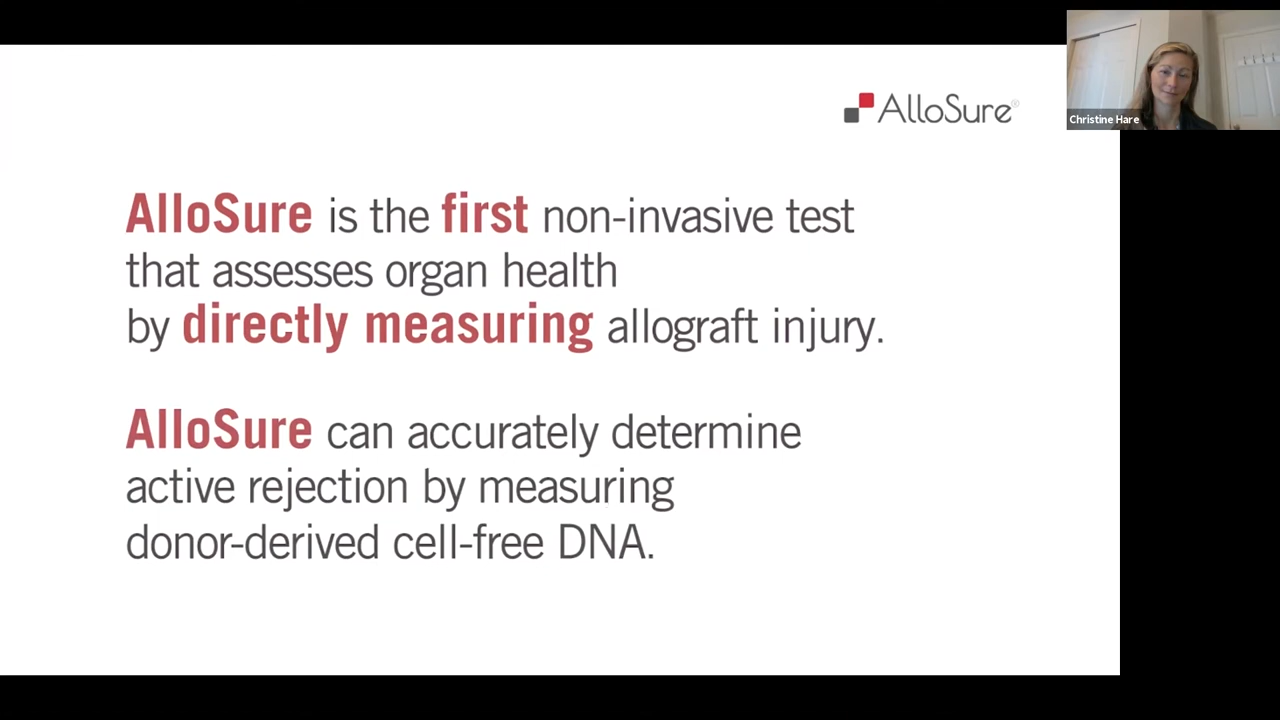 AlloSure®
Christine Hare
AlloSure is the first non-invasive test
that assesses organ health
by directly measuring allograft injury.
AlloSure can accurately determine
active rejection by measuring
donor-derived cell-free DNA.